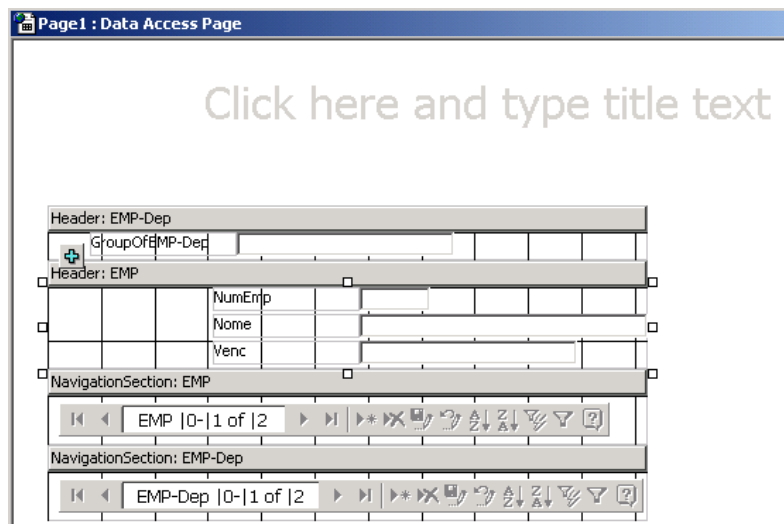 Page1 : Data Access Page
Click here and type title text
Header: EMP-Dep
GroupOfEMP-Dep
Header: EMP
NumEmp
Nome
Venc
NavigationSection: EMP
EMP |0-|1 of |2
NavigationSection: EMP-Dep
EMP-Dep |0-|1 of |2